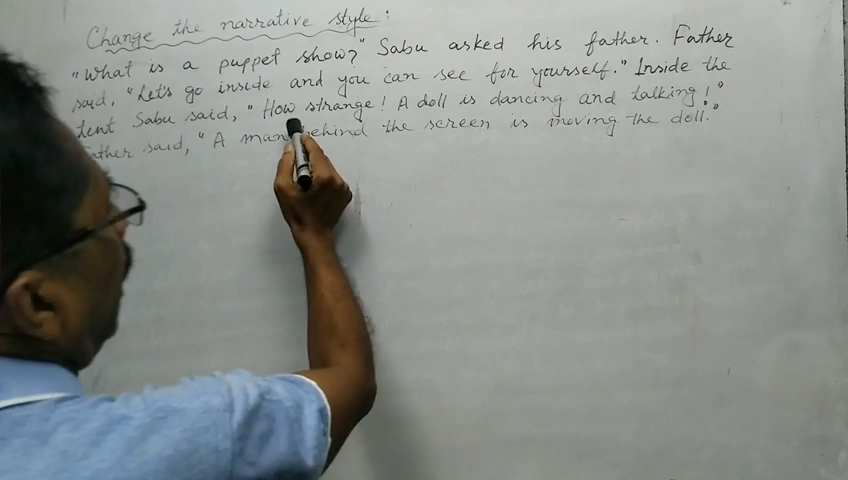 Change the narrative style:
"What is a puppet show?" Sabu asked his father. Father
said, "Let's go inside and you can see for yourself." Inside the
tent Sabu said, "How strange! A doll is dancing and talking!"
Father said, "A man behind the screen is moving the doll."